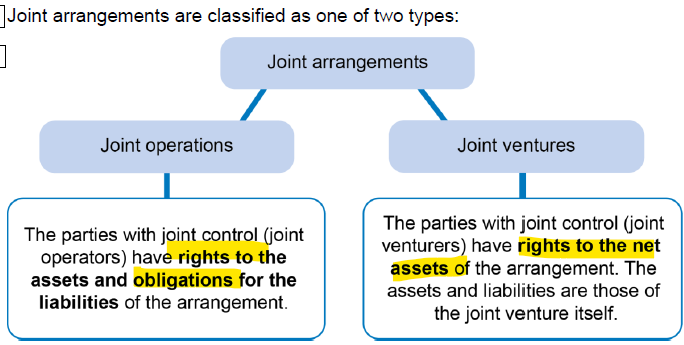 Joint arrangements are classified as one of two types:
Joint arrangements
Joint operations
Joint ventures
The parties with joint control (joint
operators) have rights to the
assets and obligations for the
liabilities of the arrangement.
The parties with joint control (joint
venturers) have rights to the net
assets of the arrangement. The
assets and liabilities are those of
the joint venture itself.